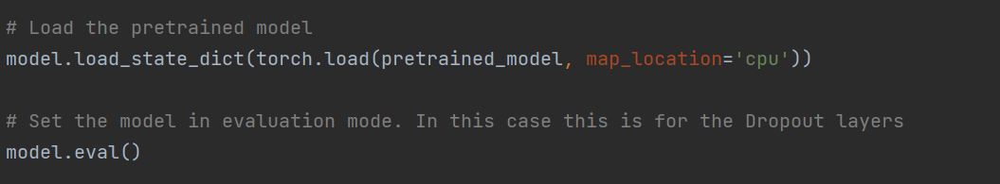 # Load the pretrained model
model.load_state_dict(torch.load(pretrained_model, map_location='cpu'))
# Set the model in evaluation mode. In this case this is for the Dropout layers
model.eval()